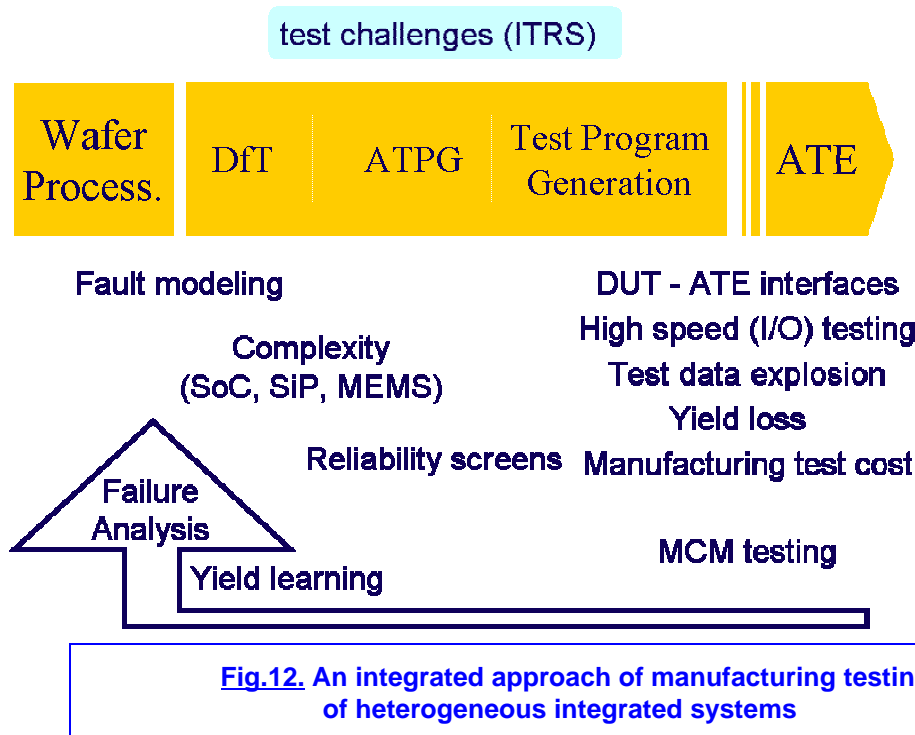 test challenges (ITRS)
Wafer
Process.
DfT
ATPG
Test Program
Generation
ATE
Fault modeling
Complexity
(SoC, SiP, MEMS)
Reliability screens
DUT - ATE interfaces
High speed (I/O) testing
Test data explosion
Yield loss
Manufacturing test cost
MCM testing
Failure
Analysis
Yield learning
Fig.12. An integrated approach of manufacturing testin
of heterogeneous integrated systems